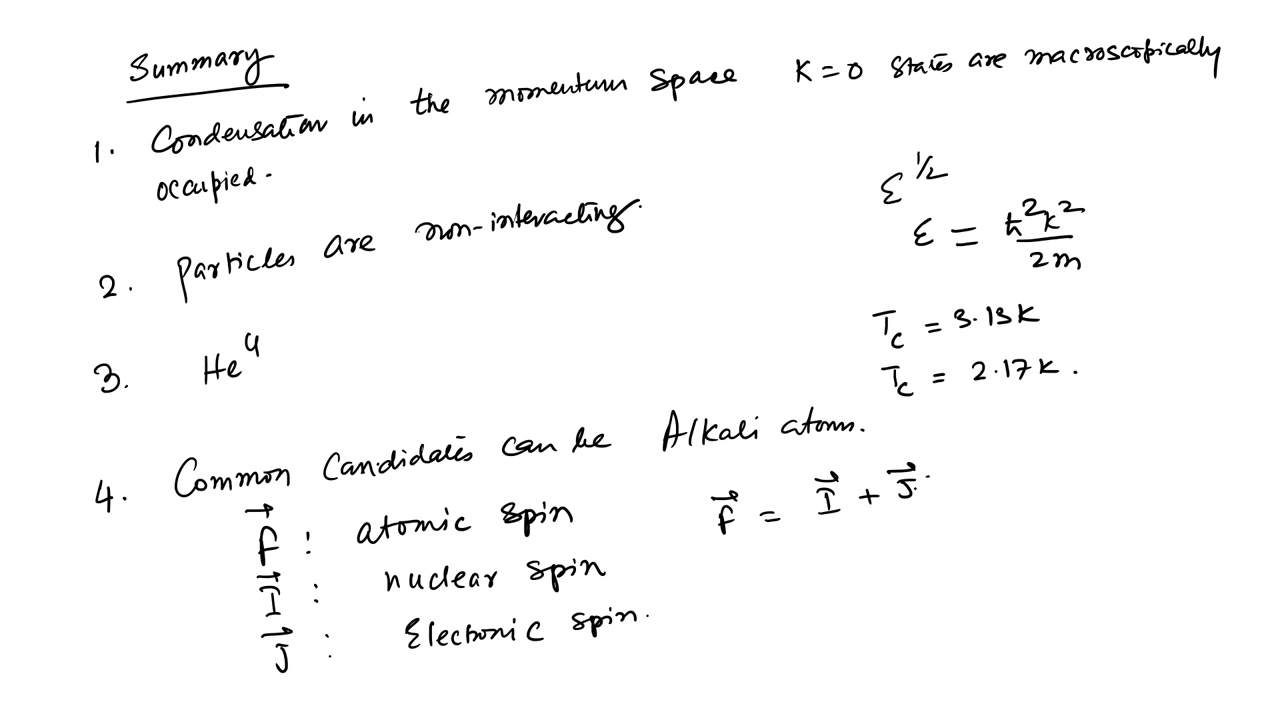 Summary
1. Condensation in the momentum space K = 0 states are macroscopically
occupied.
ε^1/2
2. Particles are non-interacting.
ε = ħ²k²/2m
T_c = 3.13K
3. He⁴
T_c = 2.17K.
4. Common candidates can be Alkali atoms.
f⃗ : atomic spin
f⃗ = I⃗ + J⃗.
I⃗ : nuclear spin
J⃗ : Electronic spin.